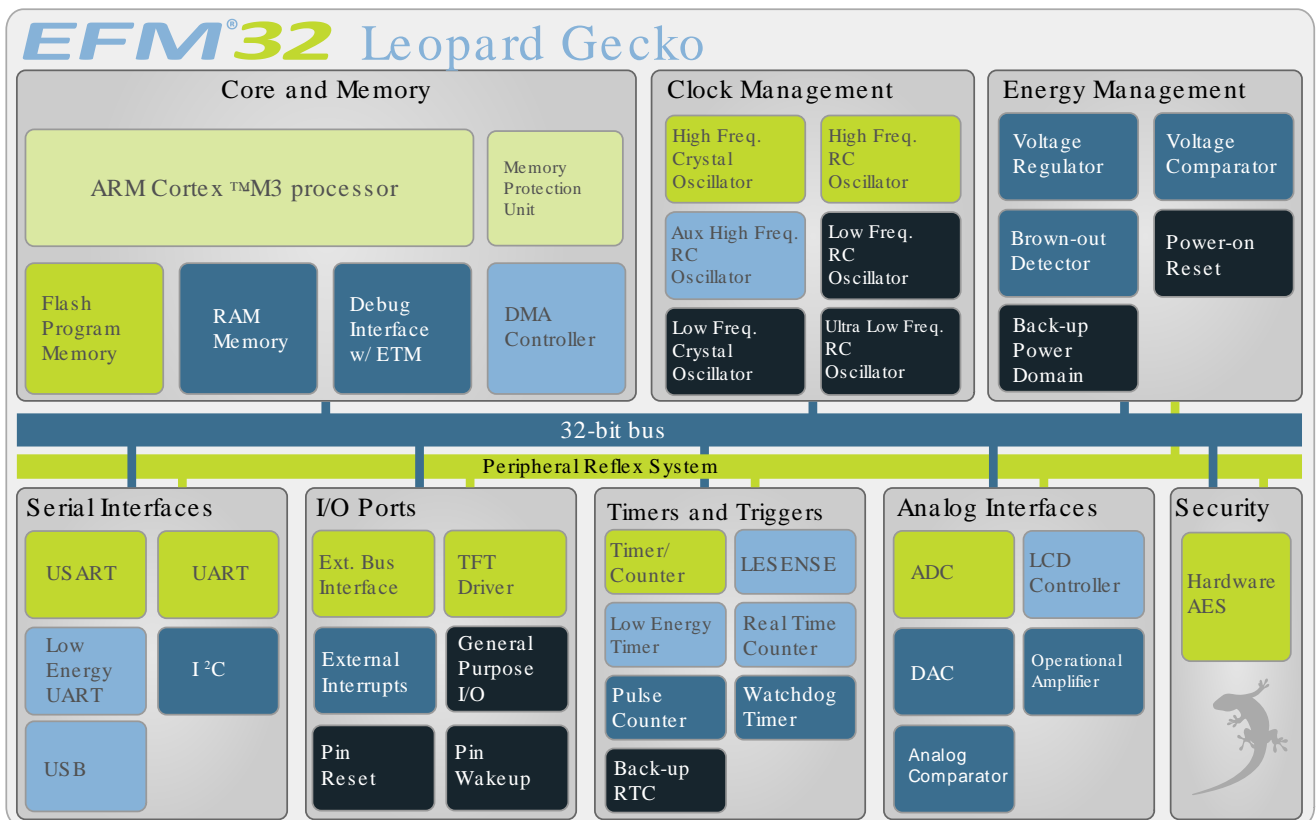 EFM®32 Leopard Gecko
Core and Memory
ARM Cortex ™M3 processor
Memory
Protection
Unit
Flash
Program
Memory
RAM
Memory
Debug
Interface
w/ ETM
DMA
Controller
Clock Management
High Freq.
Crystal
Oscillator
High Freq.
RC
Oscillator
Aux High Freq.
RC
Oscillator
Low Freq.
RC
Oscillator
Low Freq.
Crystal
Oscillator
Ultra Low Freq.
RC
Oscillator
Energy Management
Voltage
Regulator
Voltage
Comparator
Brown-out
Detector
Power-on
Reset
Back-up
Power
Domain
32-bit bus
Peripheral Reflex System
Serial Interfaces
USART
UART
Low
Energy
UART
I²C
USB
I/O Ports
Ext. Bus
Interface
TFT
Driver
External
Interrupts
General
Purpose
I/O
Pin
Reset
Pin
Wakeup
Timers and Triggers
Timer/
Counter
LESENSE
Low Energy
Timer
Real Time
Counter
Pulse
Counter
Watchdog
Timer
Back-up
RTC
Analog Interfaces
ADC
LCD
Controller
DAC
Operational
Amplifier
Analog
Comparator
Security
Hardware
AES